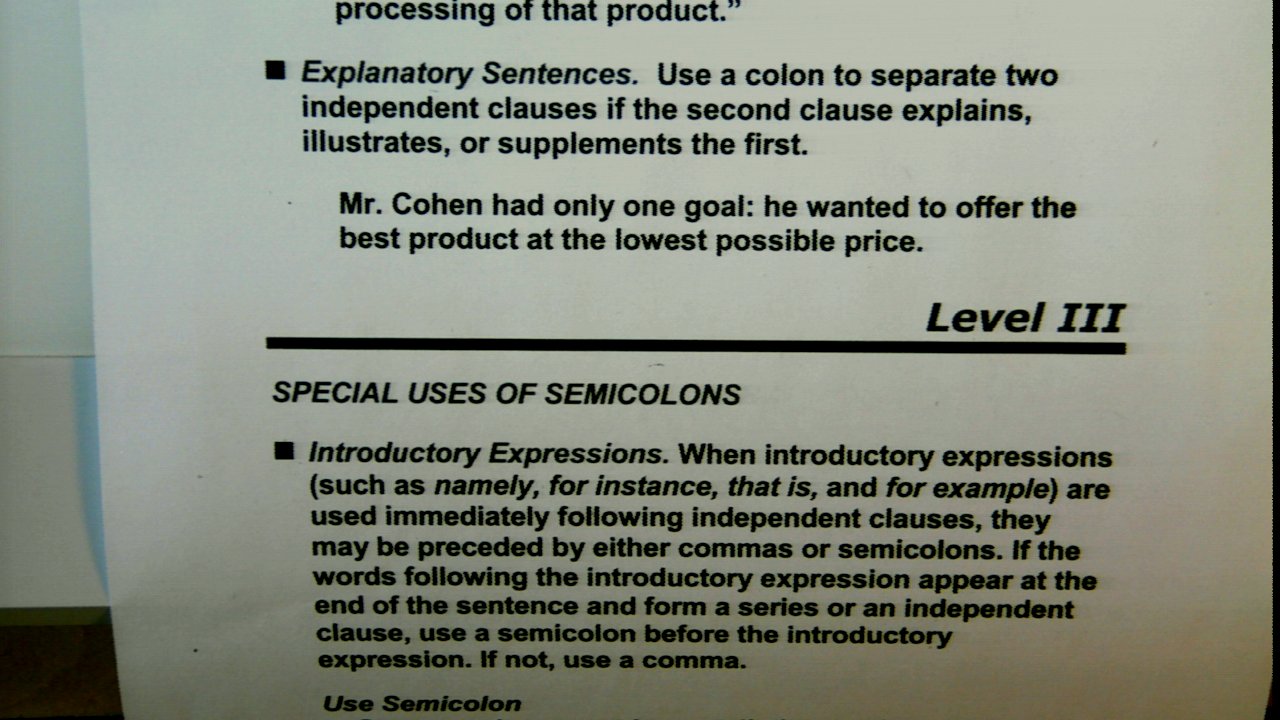 processing of that product.”
■ Explanatory Sentences. Use a colon to separate two
independent clauses if the second clause explains,
illustrates, or supplements the first.
Mr. Cohen had only one goal: he wanted to offer the
best product at the lowest possible price.
Level III
SPECIAL USES OF SEMICOLONS
■ Introductory Expressions. When introductory expressions
(such as namely, for instance, that is, and for example) are
used immediately following independent clauses, they
may be preceded by either commas or semicolons. If the
words following the introductory expression appear at the
end of the sentence and form a series or an independent
clause, use a semicolon before the introductory
expression. If not, use a comma.
Use Semicolon